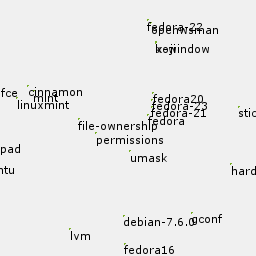 fedora-22
openwsman
xwindow
fce
cinnamon
mint
linuxmint
fedora20
fedora-23
fedora-21
fedora
stic
file-ownership
permissions
pad
umask
ntu
hard
debian-7.6.0
gconf
lvm
fedora16